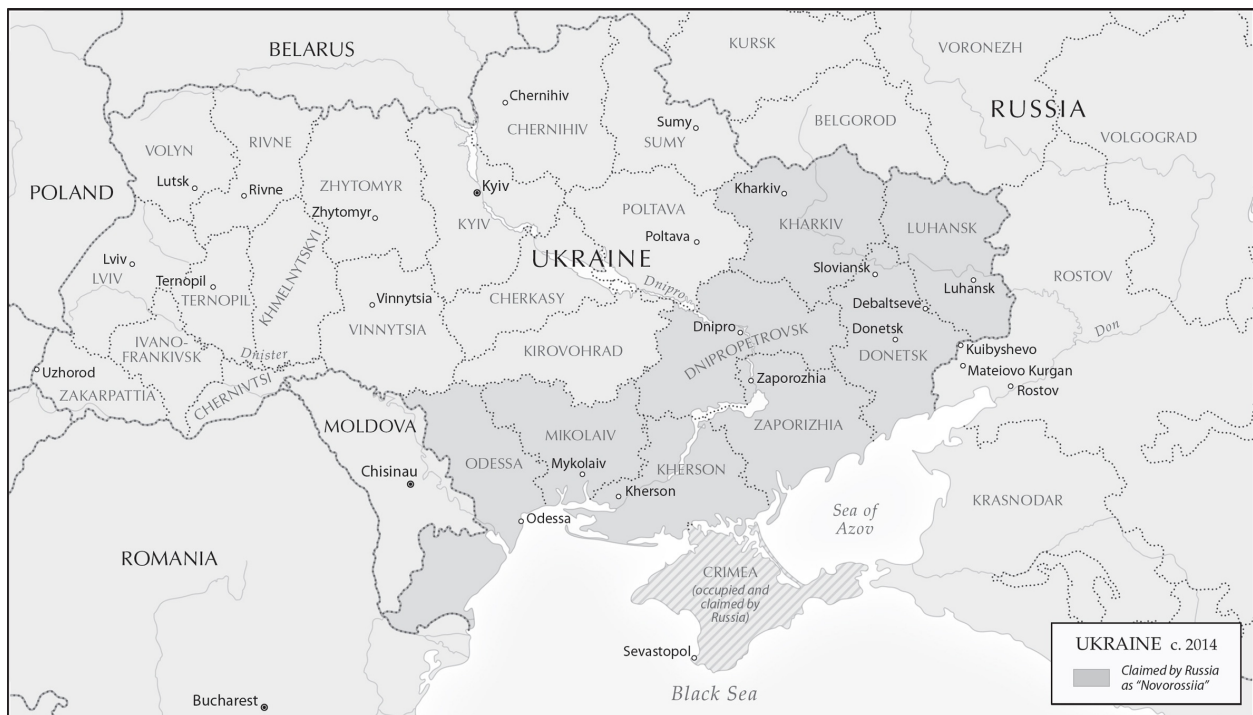 BELARUS
KURSK
VORONEZH
RUSSIA
Chernihiv
CHERNIHIV
Sumy
SUMY
BELGOROD
VOLGOGRAD
VOLYN
RIVNE
Lutsk
Rivne
POLAND
ZHYTOMYR
Zhytomyr
Kyiv
KYIV
POLTAVA
Poltava
Kharkiv
KHARKIV
LUHANSK
UKRAINE
Lviv
LVIV
Ternopil
TERNOPIL
KHMELNYTSKYI
Vinnytsia
VINNYTSIA
CHERKASY
Dnipro
Sloviansk
Luhansk
ROSTOV
Debaltseve
Donetsk
DONETSK
Dnipro
DNIPROPETROVSK
Don
IVANO-
FRANKIVSK
Dnister
KIROVOHRAD
Kuibyshevo
Mateiovo Kurgan
Rostov
Uzhorod
ZAKARPATTIA
CHERNIVTSI
Zaporozhia
ZAPORIZHIA
MOLDOVA
Chisinau
ODESSA
MIKOLAIV
Mykolaiv
KHERSON
Kherson
Odessa
Sea of
Azov
KRASNODAR
ROMANIA
CRIMEA
(occupied and
claimed by
Russia)
Sevastopol
Black Sea
Bucharest
UKRAINE c. 2014
Claimed by Russia
as “Novorossiia”